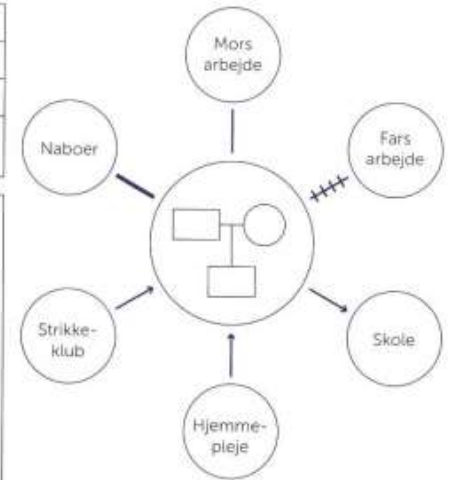 Mors
arbejde
Naboer
Fars
arbejde
Strikke-
klub
Skole
Hjemme-
pleje